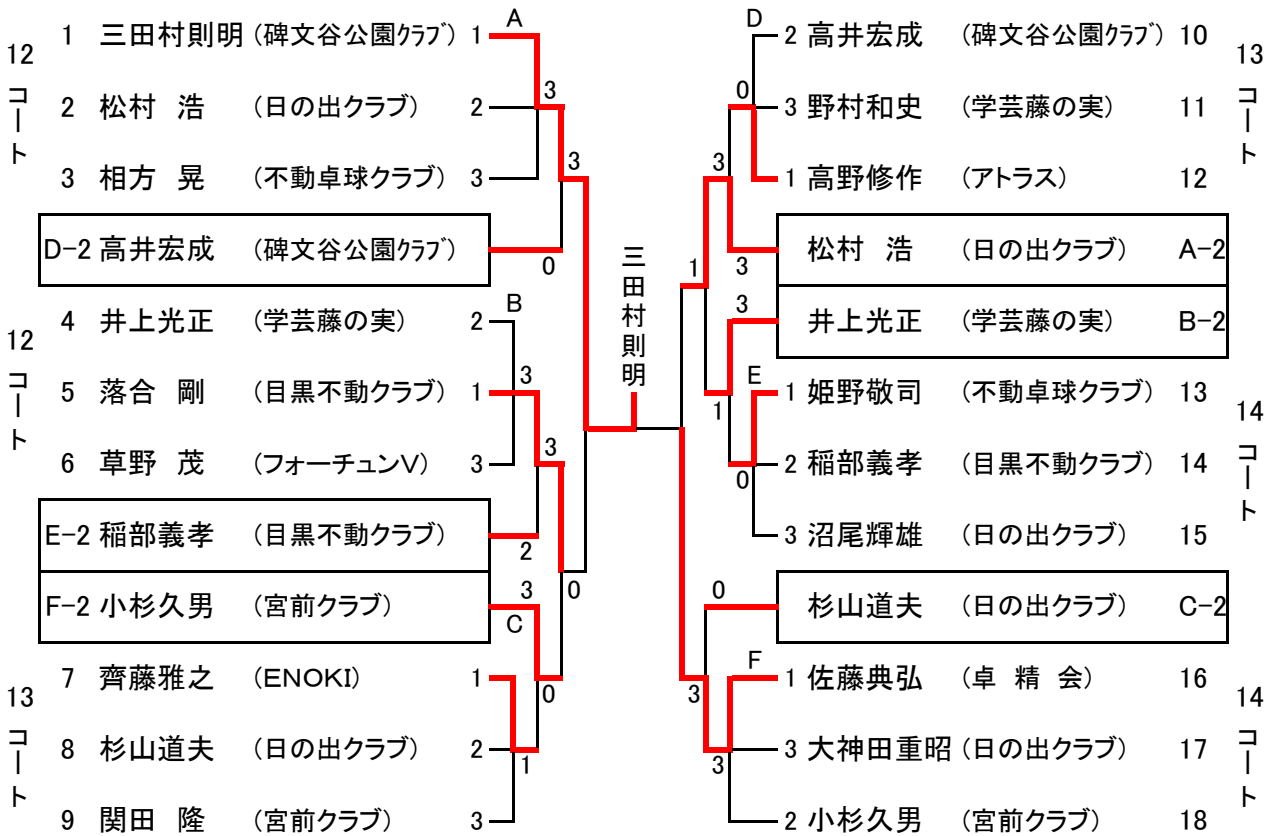 A
1 三田村則明 (碑文谷公園ｸﾗﾌﾞ) 1
12コート
2 松村 浩 (日の出クラブ) 2
3
3 相方 晃 (不動卓球クラブ) 3
3
D-2 高井宏成 (碑文谷公園ｸﾗﾌﾞ)
0
B
4 井上光正 (学芸藤の実) 2
12コート
3
5 落合 剛 (目黒不動クラブ) 1
6 草野 茂 (フォーチュンV) 3
3
E-2 稲部義孝 (目黒不動クラブ)
2
0
F-2 小杉久男 (宮前クラブ)
3
C
7 齊藤雅之 (ENOKI) 1
0
13コート
8 杉山道夫 (日の出クラブ) 2
1
9 関田 隆 (宮前クラブ) 3
三田村則明
D
2 高井宏成 (碑文谷公園ｸﾗﾌﾞ) 10
13コート
0
3 野村和史 (学芸藤の実) 11
3
1 高野修作 (アトラス) 12
松村 浩 (日の出クラブ) A-2
3
1
3
井上光正 (学芸藤の実) B-2
E
1 姫野敬司 (不動卓球クラブ) 13
1
14コート
2 稲部義孝 (目黒不動クラブ) 14
0
3 沼尾輝雄 (日の出クラブ) 15
0
杉山道夫 (日の出クラブ) C-2
F
1 佐藤典弘 (卓 精 会) 16
3
14コート
3 大神田重昭 (日の出クラブ) 17
3
2 小杉久男 (宮前クラブ) 18